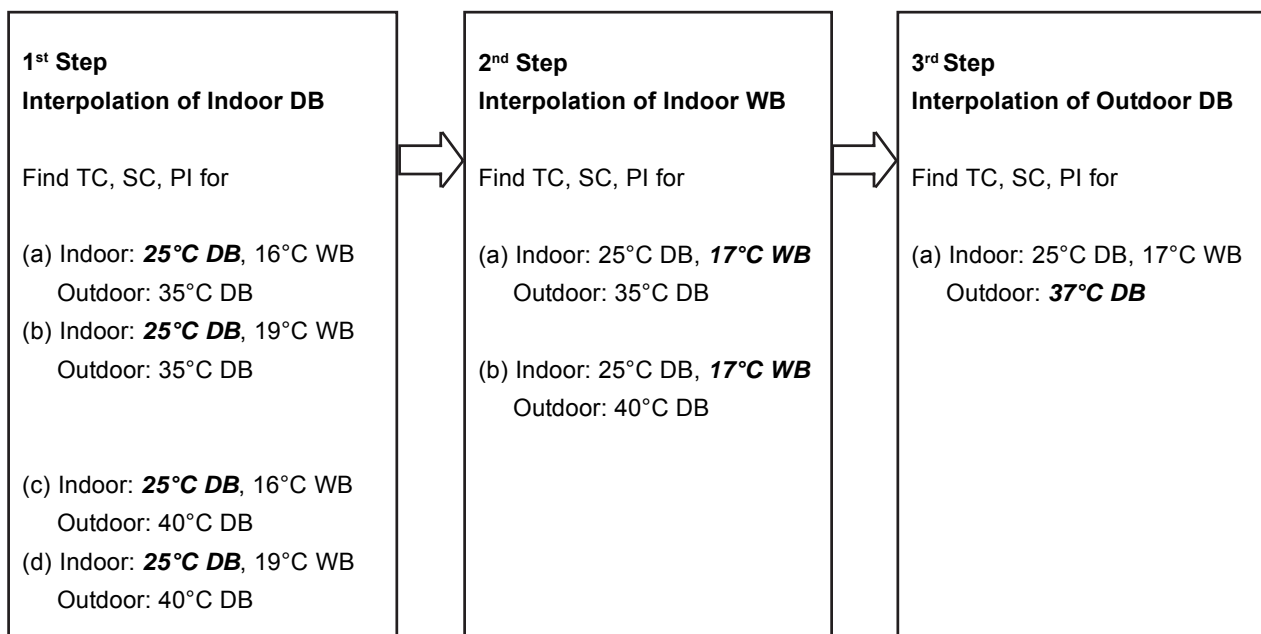 1st Step
Interpolation of Indoor DB
Find TC, SC, PI for
(a) Indoor: 25°C DB, 16°C WB
Outdoor: 35°C DB
(b) Indoor: 25°C DB, 19°C WB
Outdoor: 35°C DB
(c) Indoor: 25°C DB, 16°C WB
Outdoor: 40°C DB
(d) Indoor: 25°C DB, 19°C WB
Outdoor: 40°C DB
2nd Step
Interpolation of Indoor WB
Find TC, SC, PI for
(a) Indoor: 25°C DB, 17°C WB
Outdoor: 35°C DB
(b) Indoor: 25°C DB, 17°C WB
Outdoor: 40°C DB
3rd Step
Interpolation of Outdoor DB
Find TC, SC, PI for
(a) Indoor: 25°C DB, 17°C WB
Outdoor: 37°C DB